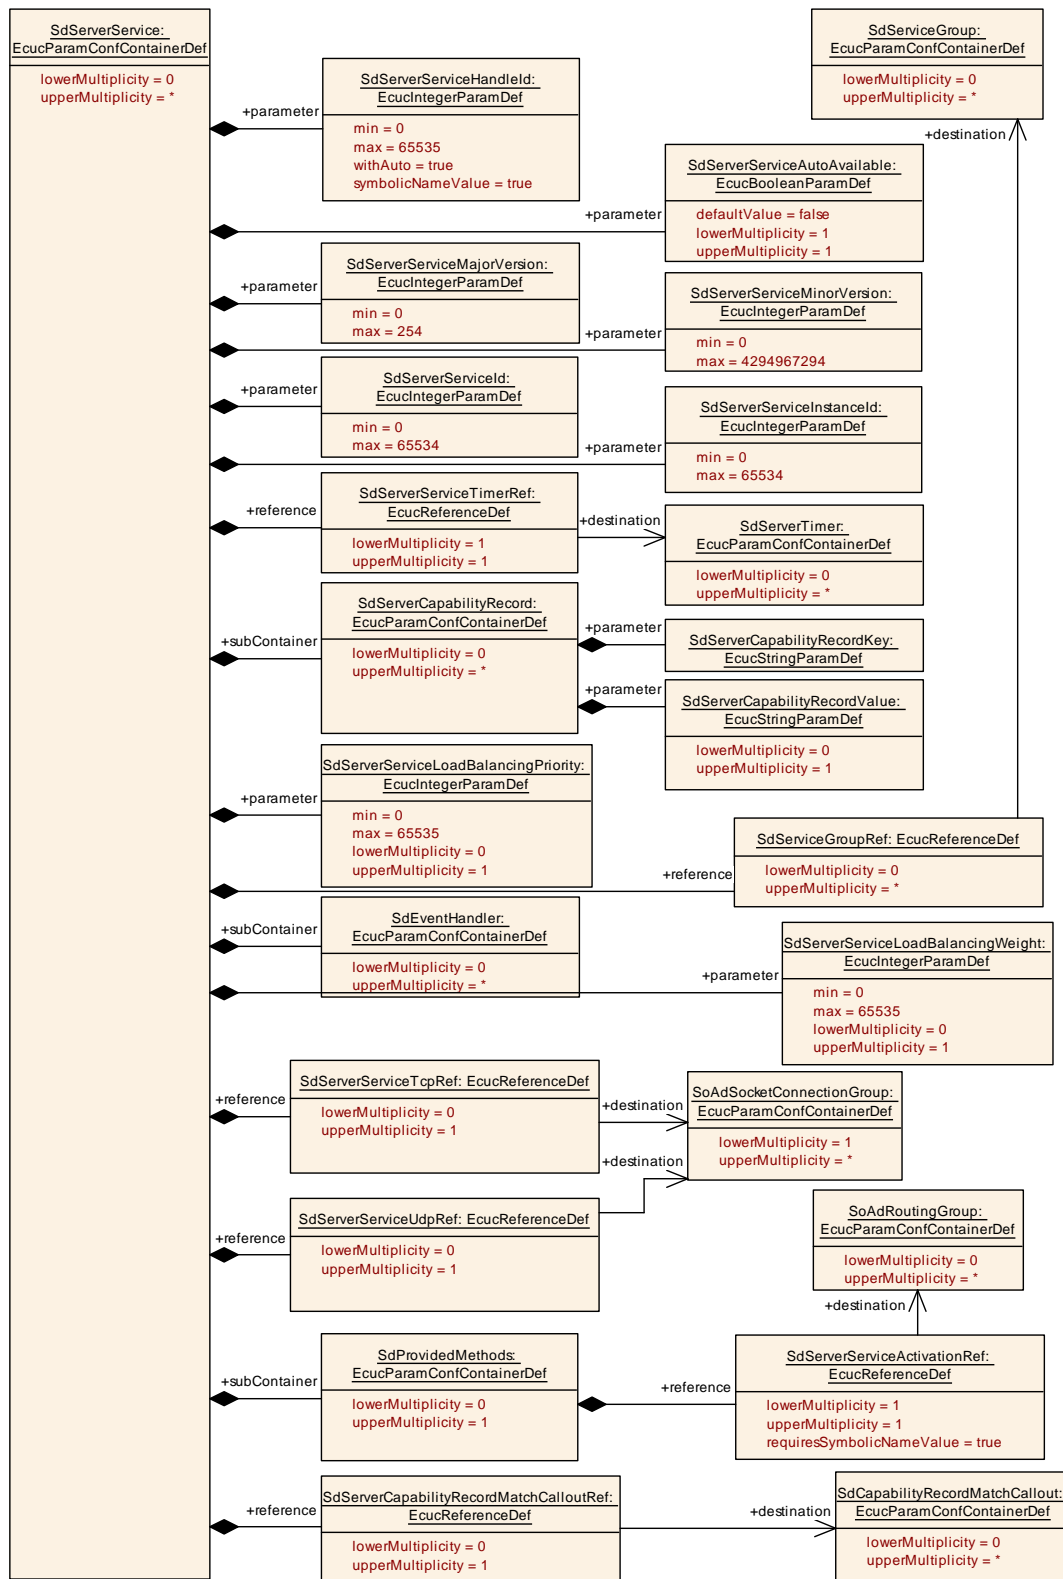 SdServerService:
EcucParamConfContainerDef
lowerMultiplicity = 0
upperMultiplicity = *
SdServiceGroup:
EcucParamConfContainerDef
lowerMultiplicity = 0
upperMultiplicity = *
+destination
+parameter
SdServerServiceHandleId:
EcucIntegerParamDef
min = 0
max = 65535
withAuto = true
symbolicNameValue = true
+parameter
SdServerServiceAutoAvailable:
EcucBooleanParamDef
defaultValue = false
lowerMultiplicity = 1
upperMultiplicity = 1
+parameter
SdServerServiceMajorVersion:
EcucIntegerParamDef
min = 0
max = 254
+parameter
SdServerServiceMinorVersion:
EcucIntegerParamDef
min = 0
max = 4294967294
+parameter
SdServerServiceId:
EcucIntegerParamDef
min = 0
max = 65534
+parameter
SdServerServiceInstanceId:
EcucIntegerParamDef
min = 0
max = 65534
+reference
SdServerServiceTimerRef:
EcucReferenceDef
lowerMultiplicity = 1
upperMultiplicity = 1
+destination
SdServerTimer:
EcucParamConfContainerDef
lowerMultiplicity = 0
upperMultiplicity = *
+subContainer
SdServerCapabilityRecord:
EcucParamConfContainerDef
lowerMultiplicity = 0
upperMultiplicity = *
+parameter
SdServerCapabilityRecordKey:
EcucStringParamDef
+parameter
SdServerCapabilityRecordValue:
EcucStringParamDef
lowerMultiplicity = 0
upperMultiplicity = 1
+parameter
SdServerServiceLoadBalancingPriority:
EcucIntegerParamDef
min = 0
max = 65535
lowerMultiplicity = 0
upperMultiplicity = 1
+reference
SdServiceGroupRef: EcucReferenceDef
lowerMultiplicity = 0
upperMultiplicity = *
+subContainer
SdEventHandler:
EcucParamConfContainerDef
lowerMultiplicity = 0
upperMultiplicity = *
+parameter
SdServerServiceLoadBalancingWeight:
EcucIntegerParamDef
min = 0
max = 65535
lowerMultiplicity = 0
upperMultiplicity = 1
+reference
SdServerServiceTcpRef: EcucReferenceDef
lowerMultiplicity = 0
upperMultiplicity = 1
+destination
SoAdSocketConnectionGroup:
EcucParamConfContainerDef
lowerMultiplicity = 1
upperMultiplicity = *
+destination
+reference
SdServerServiceUdpRef: EcucReferenceDef
lowerMultiplicity = 0
upperMultiplicity = 1
SoAdRoutingGroup:
EcucParamConfContainerDef
lowerMultiplicity = 0
upperMultiplicity = *
+destination
+subContainer
SdProvidedMethods:
EcucParamConfContainerDef
lowerMultiplicity = 0
upperMultiplicity = 1
+reference
SdServerServiceActivationRef:
EcucReferenceDef
lowerMultiplicity = 1
upperMultiplicity = 1
requiresSymbolicNameValue = true
+reference
SdServerCapabilityRecordMatchCalloutRef:
EcucReferenceDef
lowerMultiplicity = 0
upperMultiplicity = 1
+destination
SdCapabilityRecordMatchCallout:
EcucParamConfContainerDef
lowerMultiplicity = 0
upperMultiplicity = *